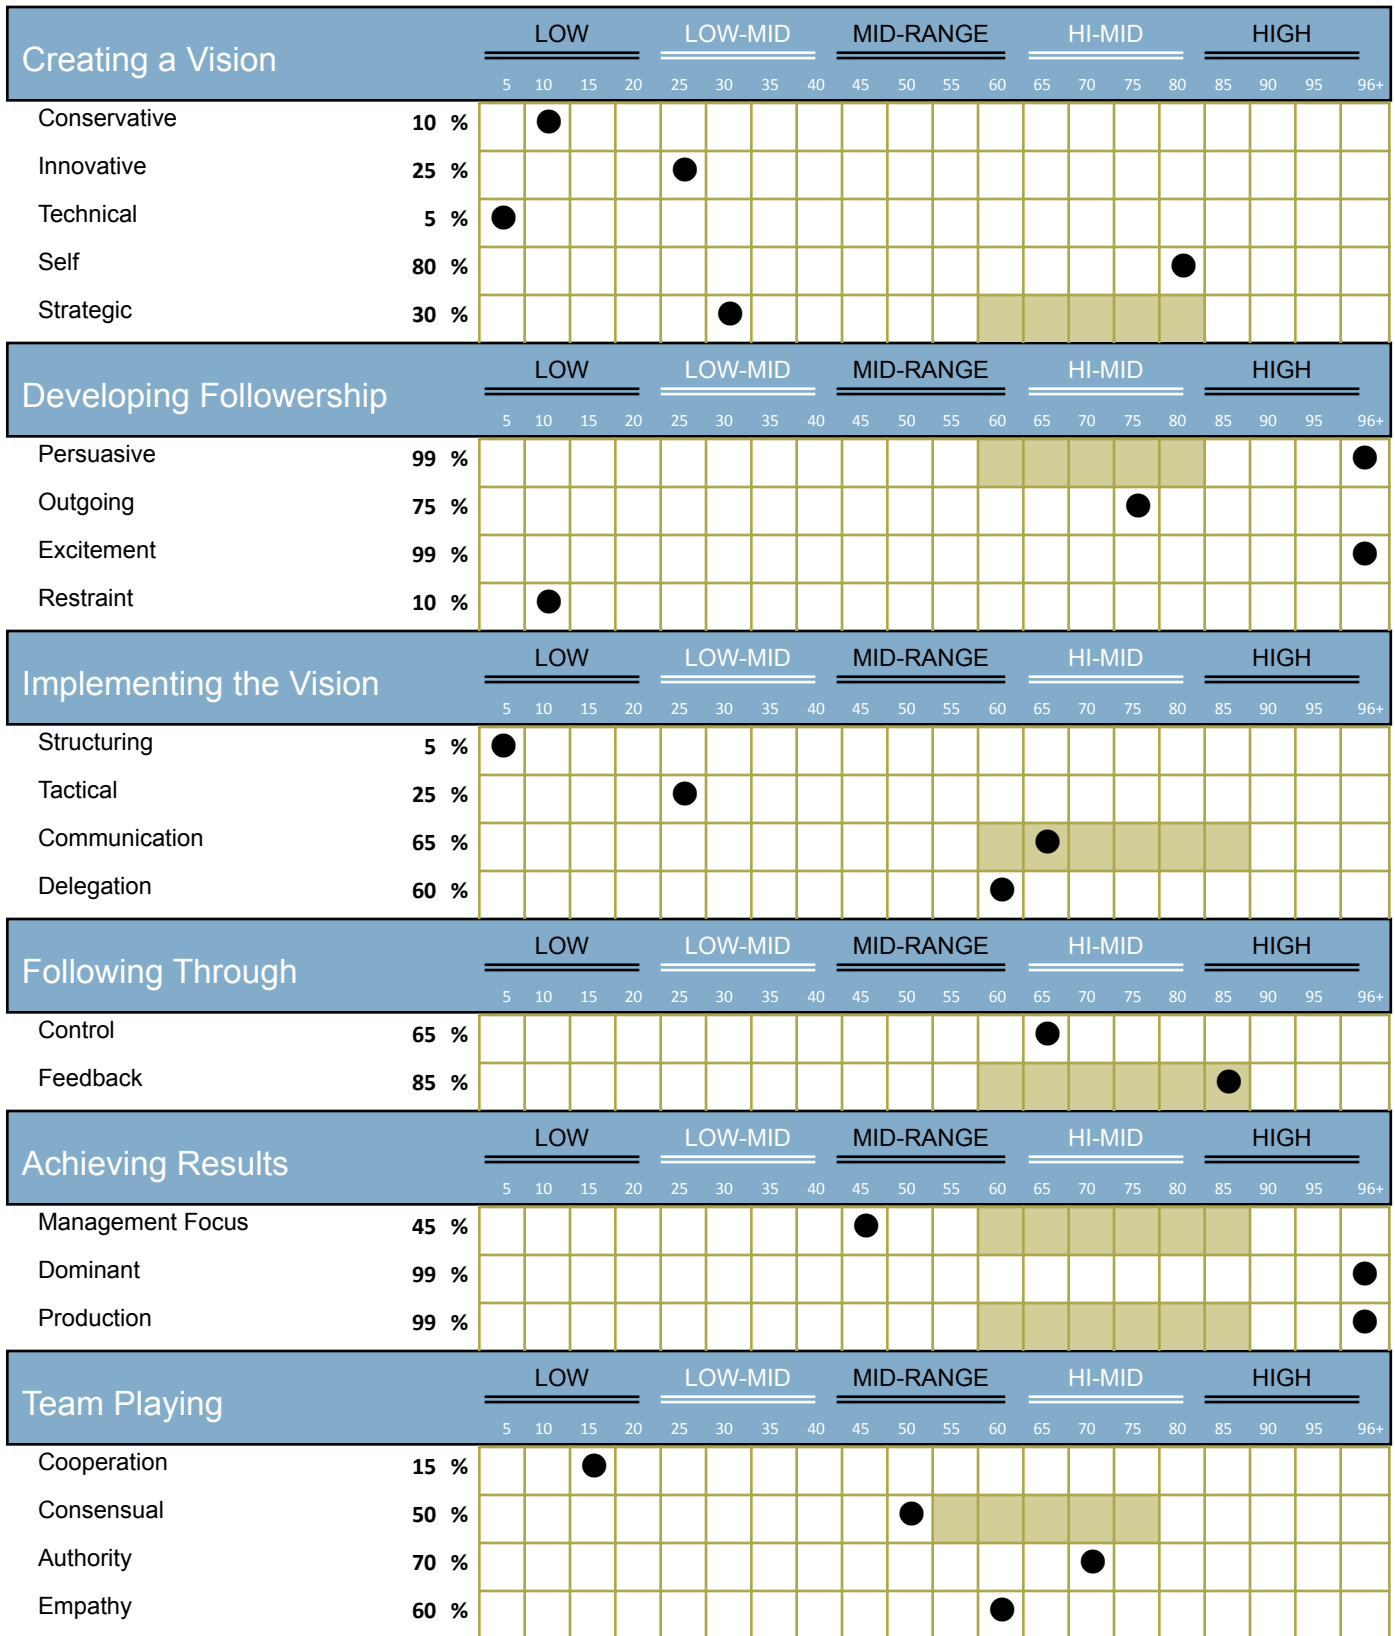 LOW LOW-MID MID-RANGE HI-MID HIGH
Creating a Vision
5 10 15 20 25 30 35 40 45 50 55 60 65 70 75 80 85 90 95 96+
Conservative 10 %
Innovative 25 %
Technical 5 %
Self 80 %
Strategic 30 %
LOW LOW-MID MID-RANGE HI-MID HIGH
Developing Followership
5 10 15 20 25 30 35 40 45 50 55 60 65 70 75 80 85 90 95 96+
Persuasive 99 %
Outgoing 75 %
Excitement 99 %
Restraint 10 %
LOW LOW-MID MID-RANGE HI-MID HIGH
Implementing the Vision
5 10 15 20 25 30 35 40 45 50 55 60 65 70 75 80 85 90 95 96+
Structuring 5 %
Tactical 25 %
Communication 65 %
Delegation 60 %
LOW LOW-MID MID-RANGE HI-MID HIGH
Following Through
5 10 15 20 25 30 35 40 45 50 55 60 65 70 75 80 85 90 95 96+
Control 65 %
Feedback 85 %
LOW LOW-MID MID-RANGE HI-MID HIGH
Achieving Results
5 10 15 20 25 30 35 40 45 50 55 60 65 70 75 80 85 90 95 96+
Management Focus 45 %
Dominant 99 %
Production 99 %
LOW LOW-MID MID-RANGE HI-MID HIGH
Team Playing
5 10 15 20 25 30 35 40 45 50 55 60 65 70 75 80 85 90 95 96+
Cooperation 15 %
Consensual 50 %
Authority 70 %
Empathy 60 %